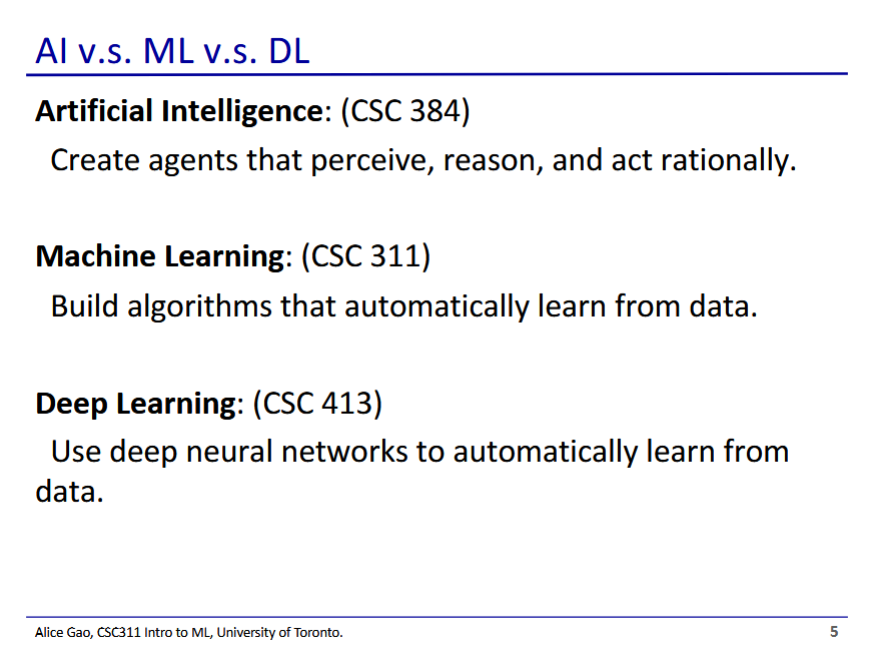 AI v.s. ML v.s. DL
Artificial Intelligence: (CSC 384)
Create agents that perceive, reason, and act rationally.
Machine Learning: (CSC 311)
Build algorithms that automatically learn from data.
Deep Learning: (CSC 413)
Use deep neural networks to automatically learn from
data.
Alice Gao, CSC311 Intro to ML, University of Toronto.
5